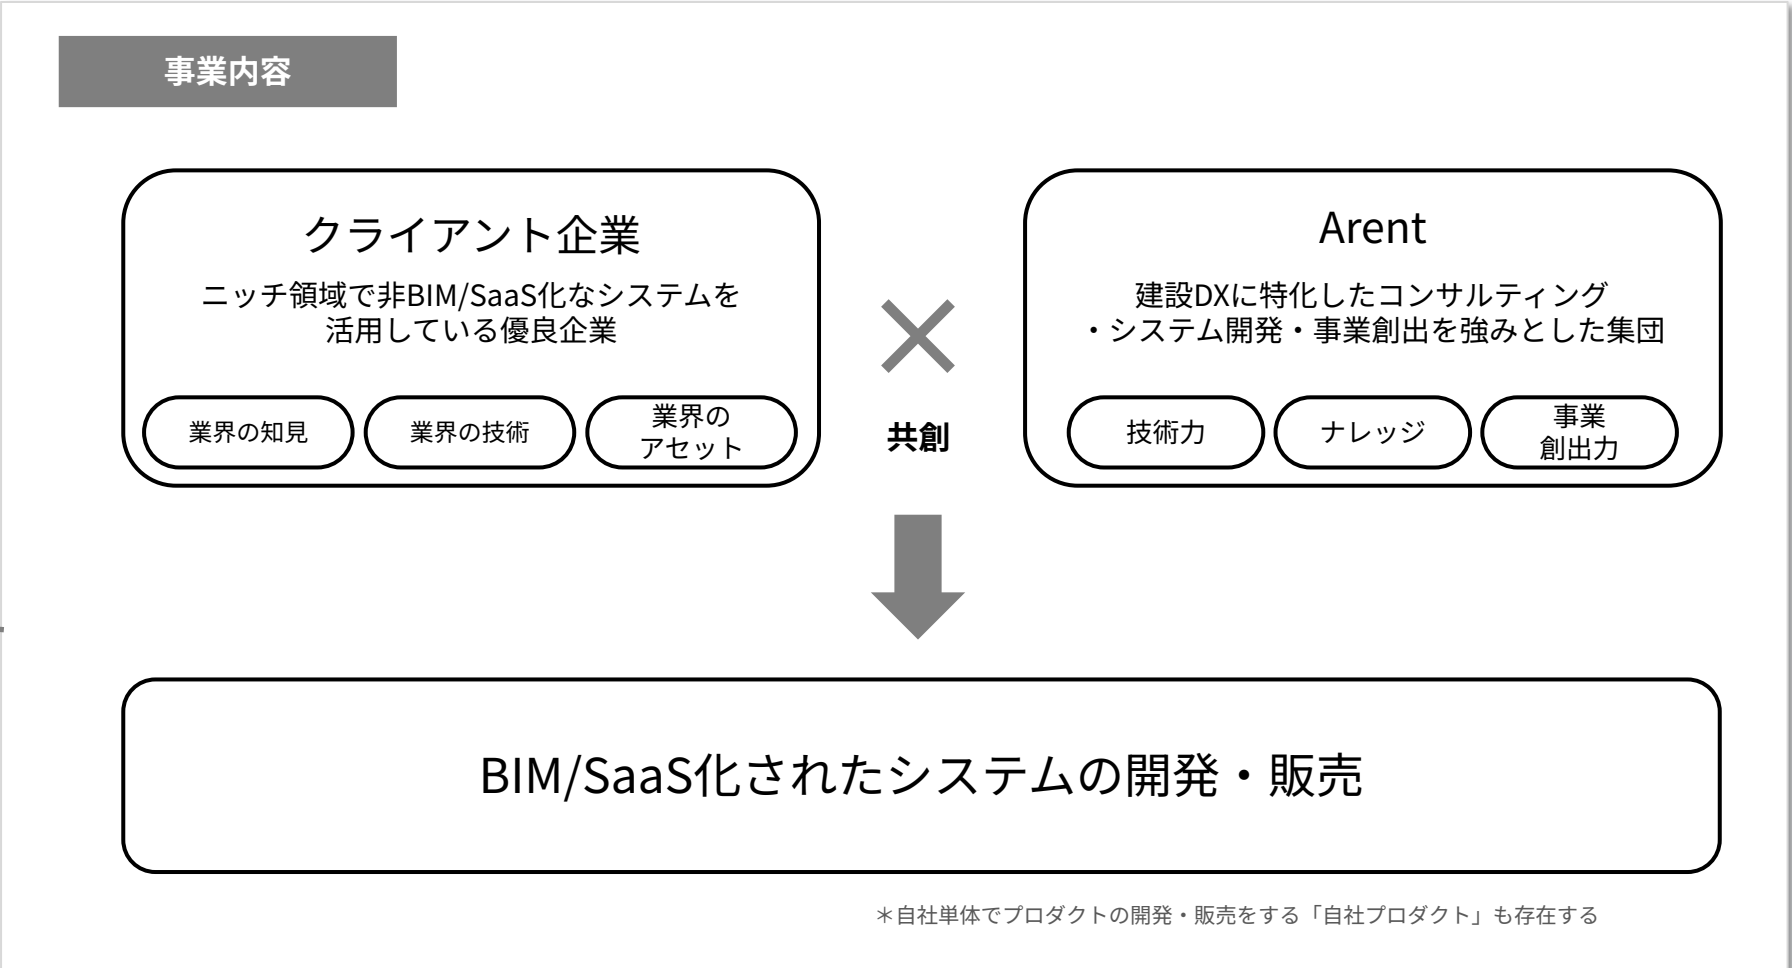 事業内容
クライアント企業
ニッチ領域で非BIM/SaaS化なシステムを
活用している優良企業
業界の知見
業界の技術
業界の
アセット
共創
Arent
建設DXに特化したコンサルティング
・システム開発・事業創出を強みとした集団
技術力
ナレッジ
事業
創出力
BIM/SaaS化されたシステムの開発・販売
＊自社単体でプロダクトの開発・販売をする「自社プロダクト」も存在する